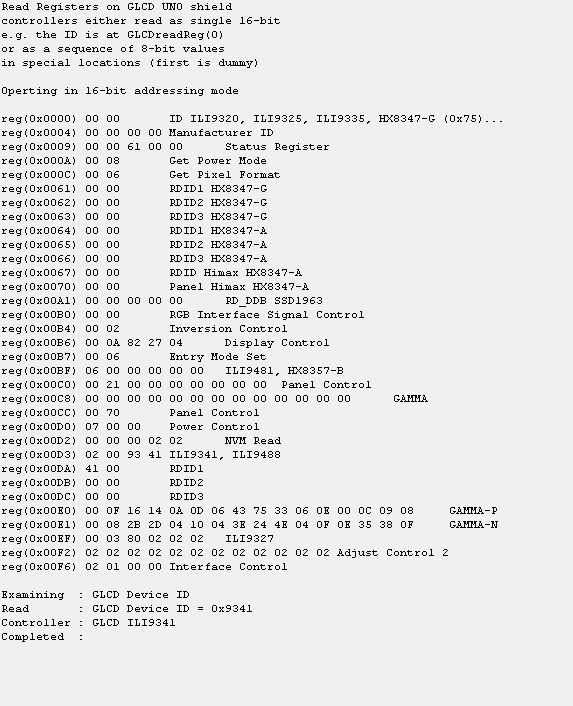 Read Registers on GLCD UNO shield
controllers either read as single 16-bit
e.g. the ID is at GLCDreadReg(0)
or as a sequence of 8-bit values
in special locations (first is dummy)
Operting in 16-bit addressing mode
reg(0x0000) 00 00 ID ILI9320, ILI9325, ILI9335, HX8347-G (0x75)...
reg(0x0004) 00 00 00 00 Manufacturer ID
reg(0x0009) 00 00 61 00 00 Status Register
reg(0x000A) 00 08 Get Power Mode
reg(0x000C) 00 06 Get Pixel Format
reg(0x0061) 00 00 RDID1 HX8347-G
reg(0x0062) 00 00 RDID2 HX8347-G
reg(0x0063) 00 00 RDID3 HX8347-G
reg(0x0064) 00 00 RDID1 HX8347-A
reg(0x0065) 00 00 RDID2 HX8347-A
reg(0x0066) 00 00 RDID3 HX8347-A
reg(0x0067) 00 00 RDID Himax HX8347-A
reg(0x0070) 00 00 Panel Himax HX8347-A
reg(0x00A1) 00 00 00 00 00 RD_DDB SSD1963
reg(0x00B0) 00 00 RGB Interface Signal Control
reg(0x00B4) 00 02 Inversion Control
reg(0x00B6) 00 0A 82 27 04 Display Control
reg(0x00B7) 00 06 Entry Mode Set
reg(0x00BF) 06 00 00 00 00 00 ILI9481, HX8357-B
reg(0x00C0) 00 21 00 00 00 00 00 00 00 Panel Control
reg(0x00C8) 00 00 00 00 00 00 00 00 00 00 00 00 00 GAMMA
reg(0x00CC) 00 70 Panel Control
reg(0x00D0) 07 00 00 Power Control
reg(0x00D2) 00 00 00 02 02 NVM Read
reg(0x00D3) 02 00 93 41 ILI9341, ILI9488
reg(0x00DA) 41 00 RDID1
reg(0x00DB) 00 00 RDID2
reg(0x00DC) 00 00 RDID3
reg(0x00E0) 00 0F 16 14 0A 0D 06 43 75 33 06 0E 00 0C 09 08 GAMMA-P
reg(0x00E1) 00 08 2B 2D 04 10 04 3E 24 4E 04 0F 0E 35 38 0F GAMMA-N
reg(0x00EF) 00 03 80 02 02 02 ILI9327
reg(0x00F2) 02 02 02 02 02 02 02 02 02 02 02 02 Adjust Control 2
reg(0x00F6) 02 01 00 00 Interface Control
Examining : GLCD Device ID
Read : GLCD Device ID = 0x9341
Controller : GLCD ILI9341
Completed :